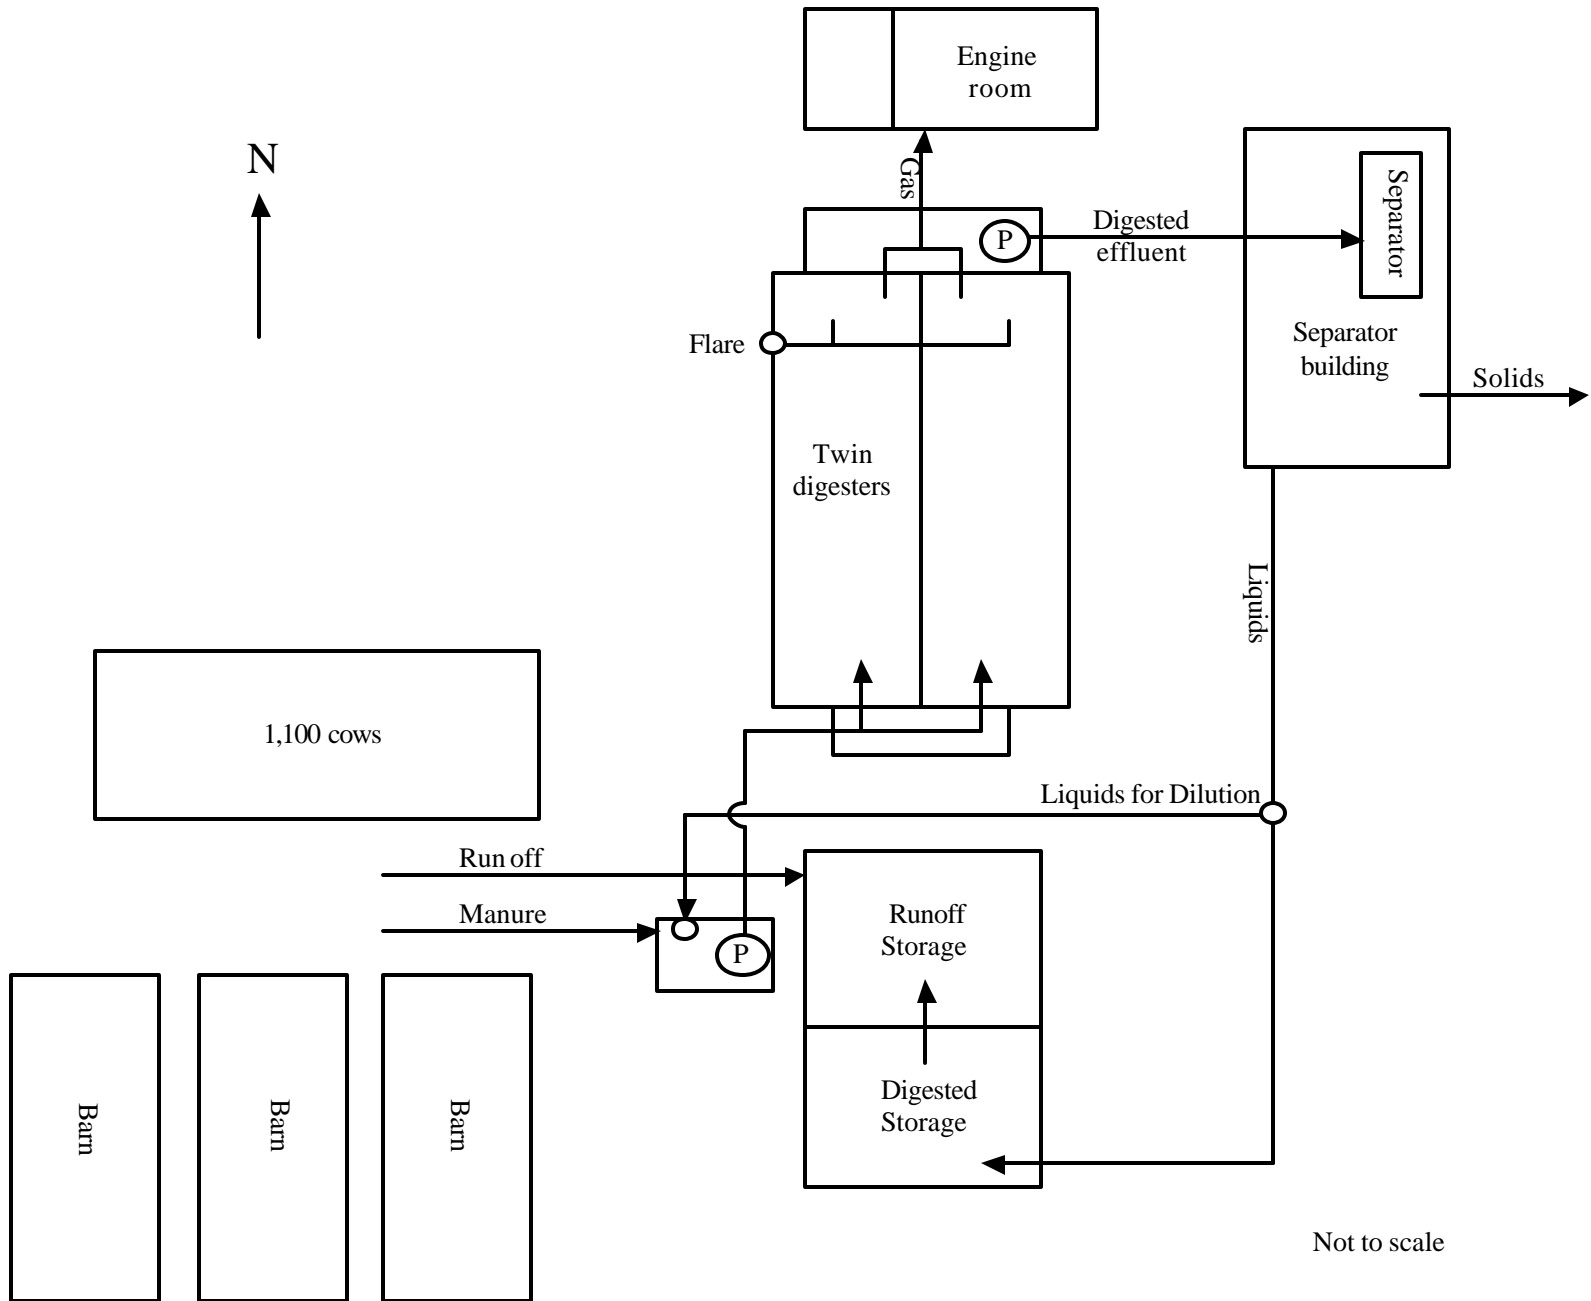 Engine
room
N
Gas
Separator
Digested
effluent
P
Flare
Separator
building
Solids
Twin
digesters
Liquids
1,100 cows
Liquids for Dilution
Run off
Manure
Runoff
Storage
P
Digested
Storage
Barn
Barn
Barn
Not to scale